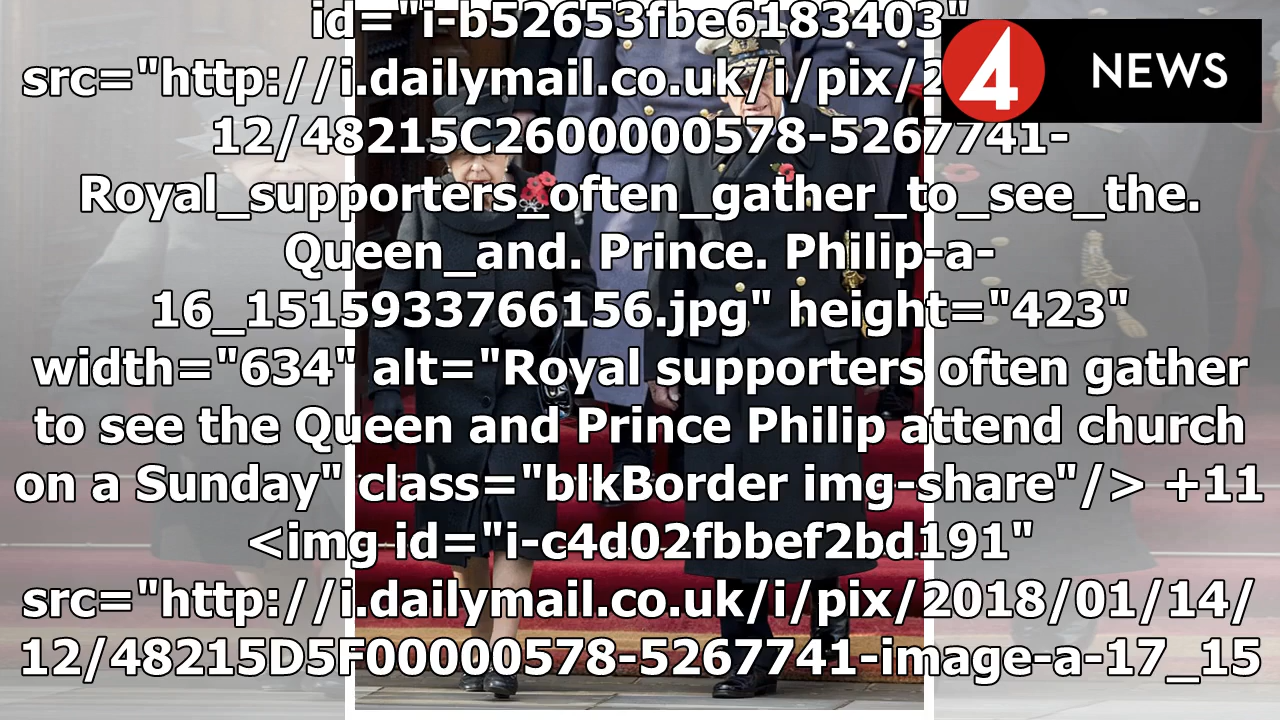 id="i-b52653fbe6183403"
4 NEWS
src="http://i.dailymail.co.uk/i/pix/2
12/48215C2600000578-5267741-
Royal_supporters_often_gather_to_see_the.
Queen_and. Prince. Philip-a-
16_1515933766156.jpg" height="423"
width="634" alt="Royal supporters often gather
to see the Queen and Prince Philip attend church
on a Sunday" class="blkBorder img-share"/> +11
<img id="i-c4d02fbbef2bd191"
src="http://i.dailymail.co.uk/i/pix/2018/01/14/
12/48215D5F00000578-5267741-image-a-17_15